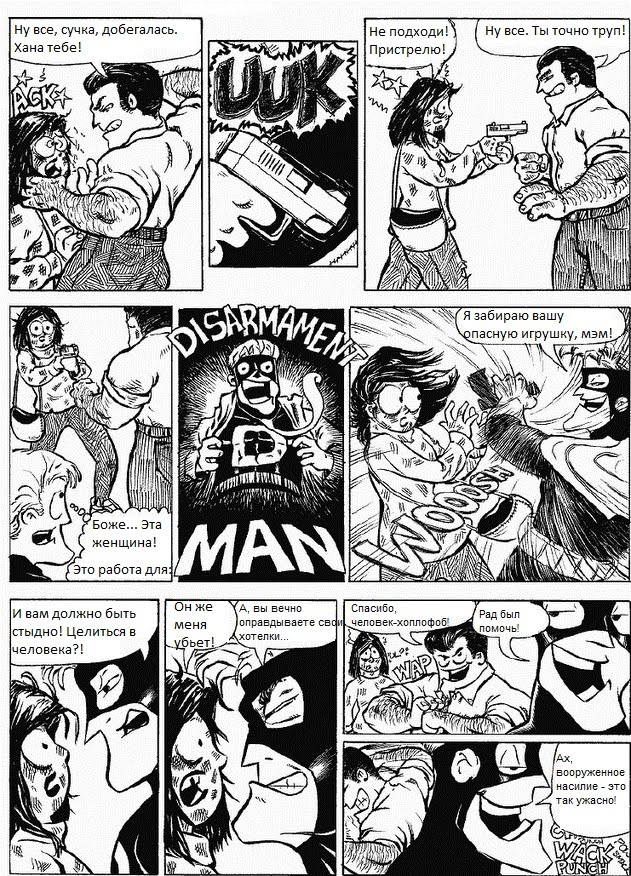 Ну все, сучка, добегалась.
Хана тебе!
ACK
UUK
Не подходи!
Пристрелю!
Ну все. Ты точно труп!
Боже... Эта
женщина!
Это работа для:
DISARMAMENT
D
MAN
Я забираю вашу
опасную игрушку, мэм!
WOOOSH
И вам должно быть
стыдно! Целиться в
человека?!
Он же
меня
убьет!
А, вы вечно
оправдываете свои
хотелки...
Спасибо,
человек-хоплофоб!
Рад был
помочь!
WAP
Ах,
вооруженное
насилие - это
так ужасно!
WACK
PUNCH